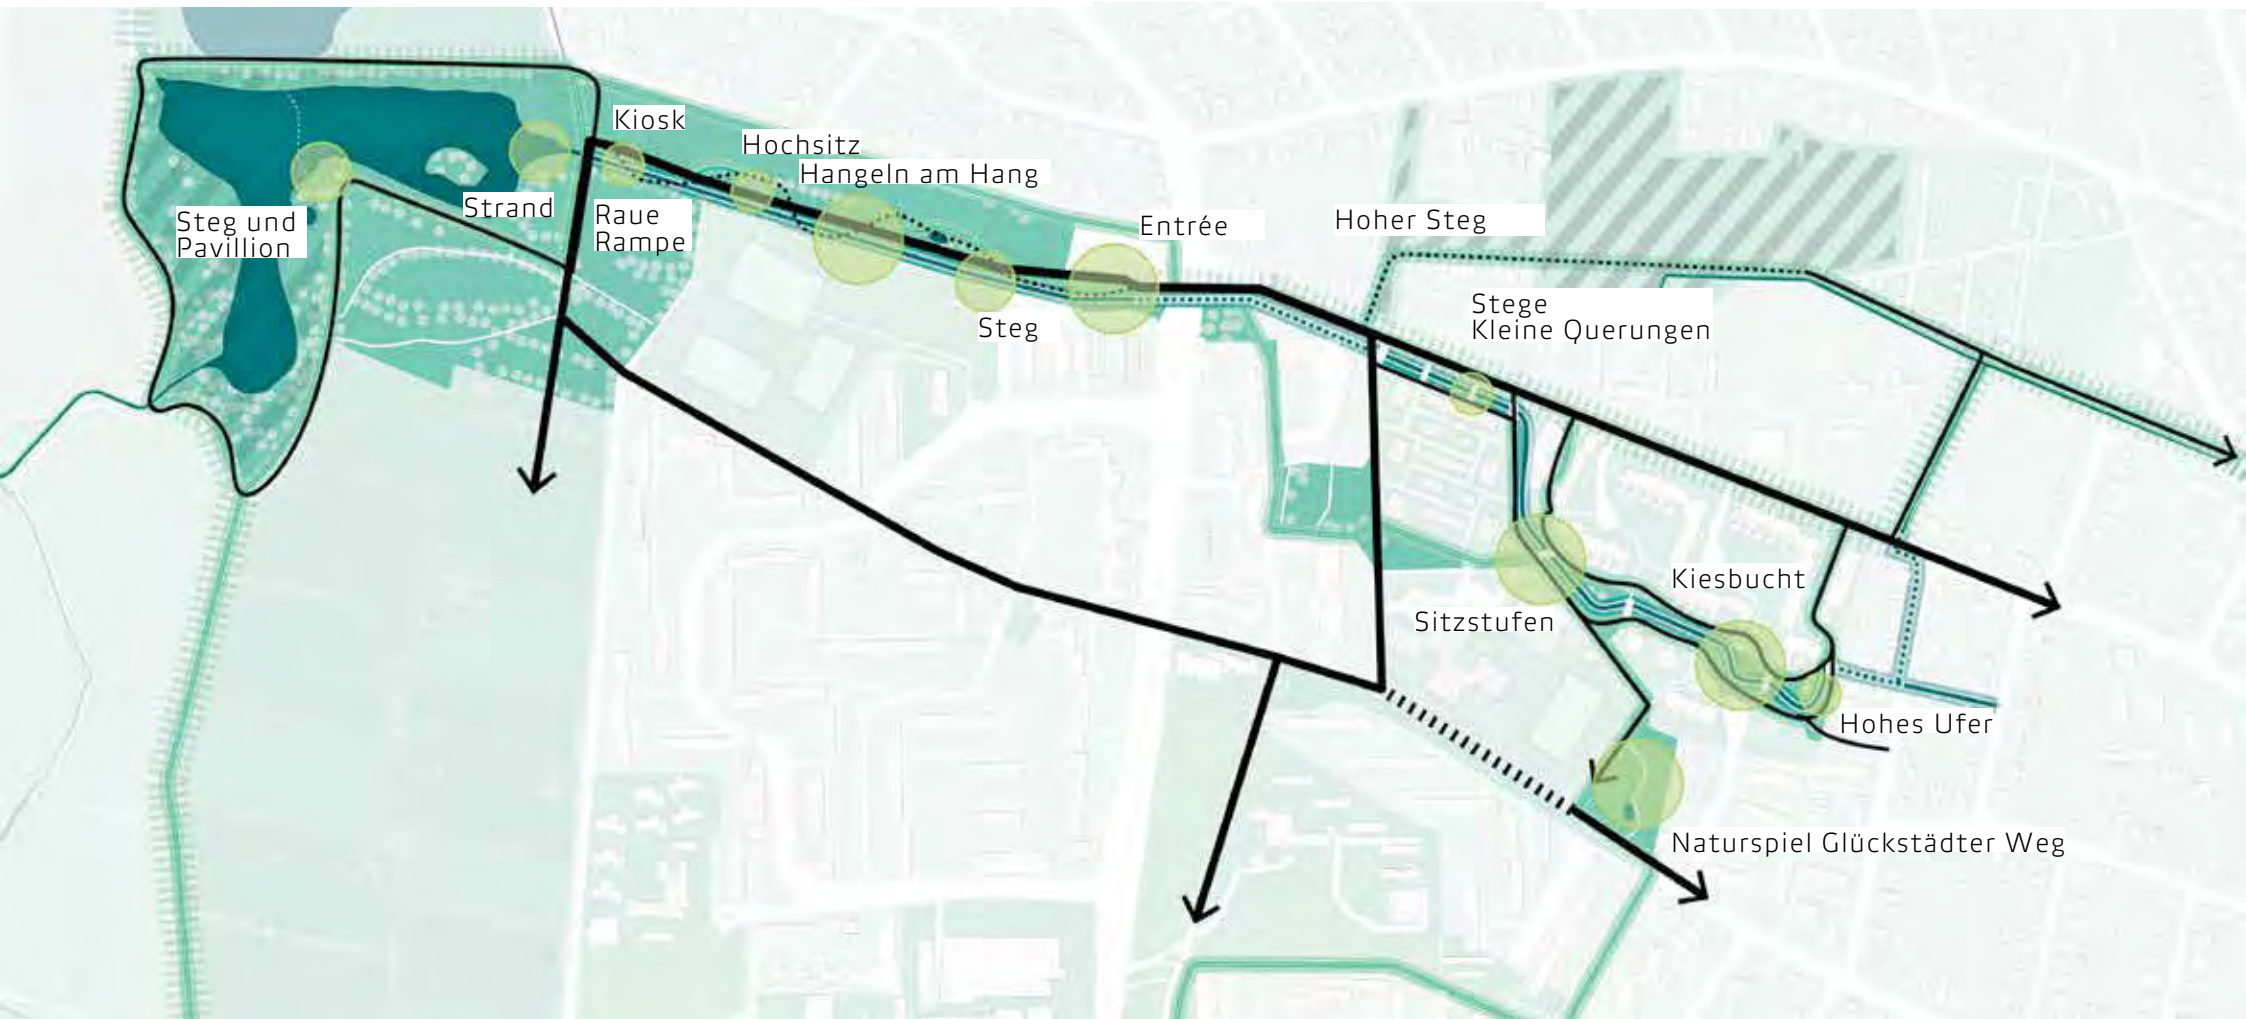 Kiosk
Hochsitz
Hangeln am Hang
Strand
Raue
Rampe
Steg und
Pavillion
Entrée
Hoher Steg
Steg
Stege
Kleine Querungen
Kiesbucht
Sitzstufen
Hohes Ufer
Naturspiel Glückstädter Weg